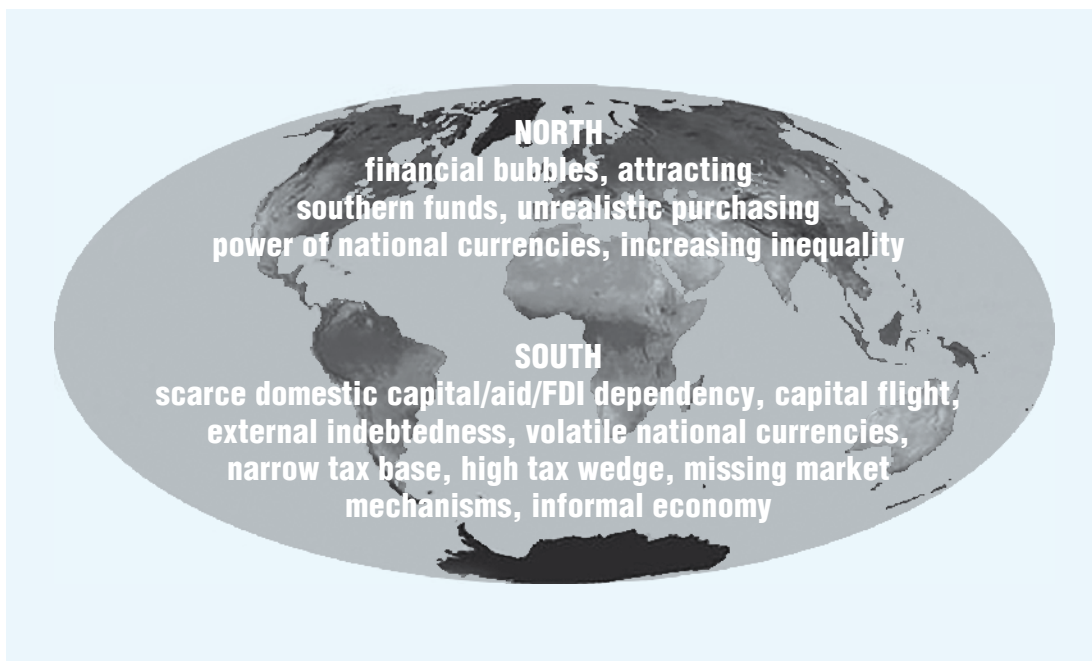 NORTH
financial bubbles, attracting
southern funds, unrealistic purchasing
power of national currencies, increasing inequality
SOUTH
scarce domestic capital/aid/FDI dependency, capital flight,
external indebtedness, volatile national currencies,
narrow tax base, high tax wedge, missing market
mechanisms, informal economy